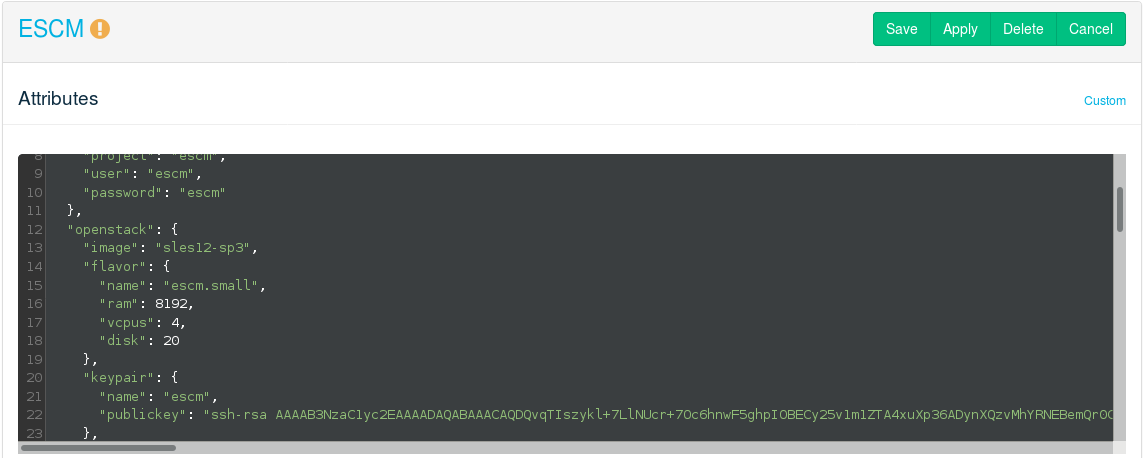 ESCM
Save Apply Delete Cancel
Attributes
Custom
8 "project": "escm",
9 "user": "escm",
10 "password": "escm"
11 },
12 "openstack": {
13 "image": "sles12-sp3",
14 "flavor": {
15 "name": "escm.small",
16 "ram": 8192,
17 "vcpus": 4,
18 "disk": 20
19 },
20 "keypair": {
21 "name": "escm",
22 "publickey": "ssh-rsa AAAAB3NzaC1yc2EAAAADAQABAAACAQDQvqTIszykl+7LlNUcr+7Oc6hnwF5ghpIOBECy25v1m1ZTA4xuXp36ADynXQzvMhYRNEBemQr0
23 },